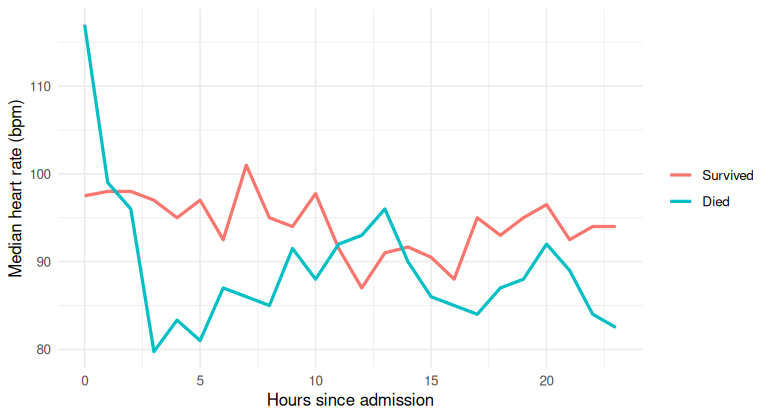 Median heart rate (bpm)
110
100
90
80
0 5 10 15 20
Hours since admission
Survived
Died